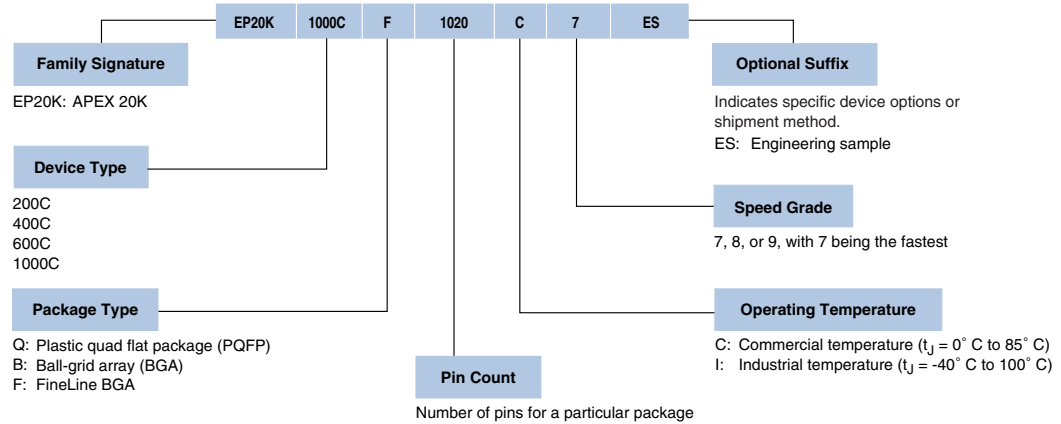 EP20K 1000C F 1020 C 7 ES
Family Signature
EP20K: APEX 20K
Optional Suffix
Indicates specific device options or
shipment method.
ES: Engineering sample
Device Type
200C
400C
600C
1000C
Speed Grade
7, 8, or 9, with 7 being the fastest
Package Type
Q: Plastic quad flat package (PQFP)
B: Ball-grid array (BGA)
F: FineLine BGA
Operating Temperature
C: Commercial temperature (tJ = 0° C to 85° C)
I: Industrial temperature (tJ = -40° C to 100° C)
Pin Count
Number of pins for a particular package